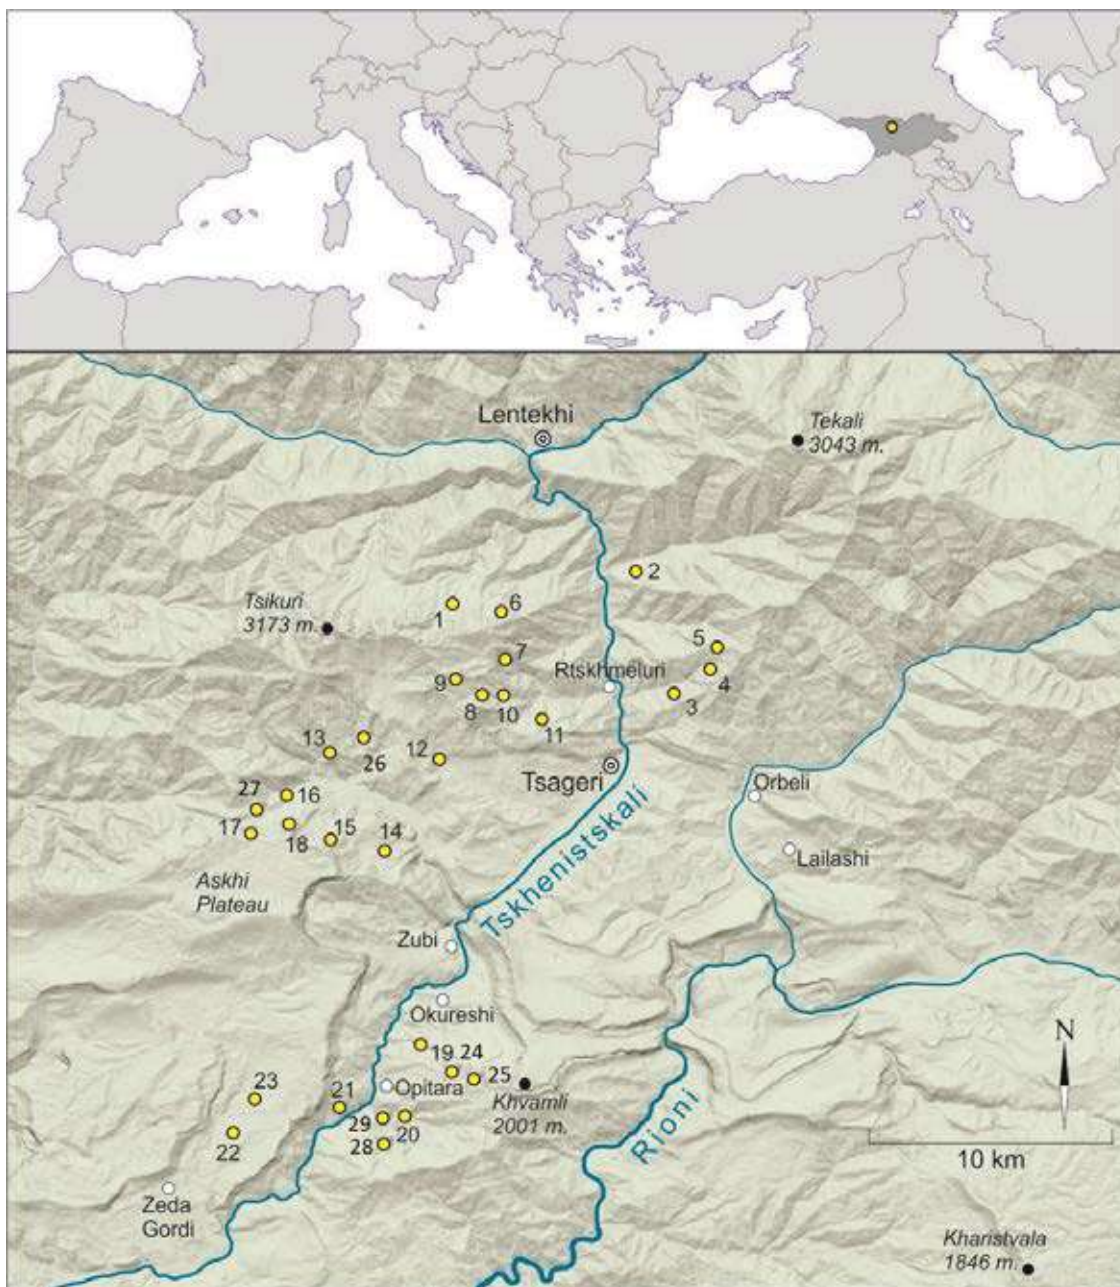 Lentekhi
Tekali
3043 m.
2
Tsikuri
3173 m.
1
6
5
7
Rtskhmeluri
4
9
8
10
3
11
13
26
12
Tsageri
Orbeli
27
16
17
18
15
14
Lailashi
Askhi
Plateau
Tskhenistskali
Zubi
Okureshi
N
19
24
25
23
21
Opitara
Khvamli
2001 m.
29
20
22
28
Rioni
10 km
Zeda
Gordi
Kharistvala
1846 m.